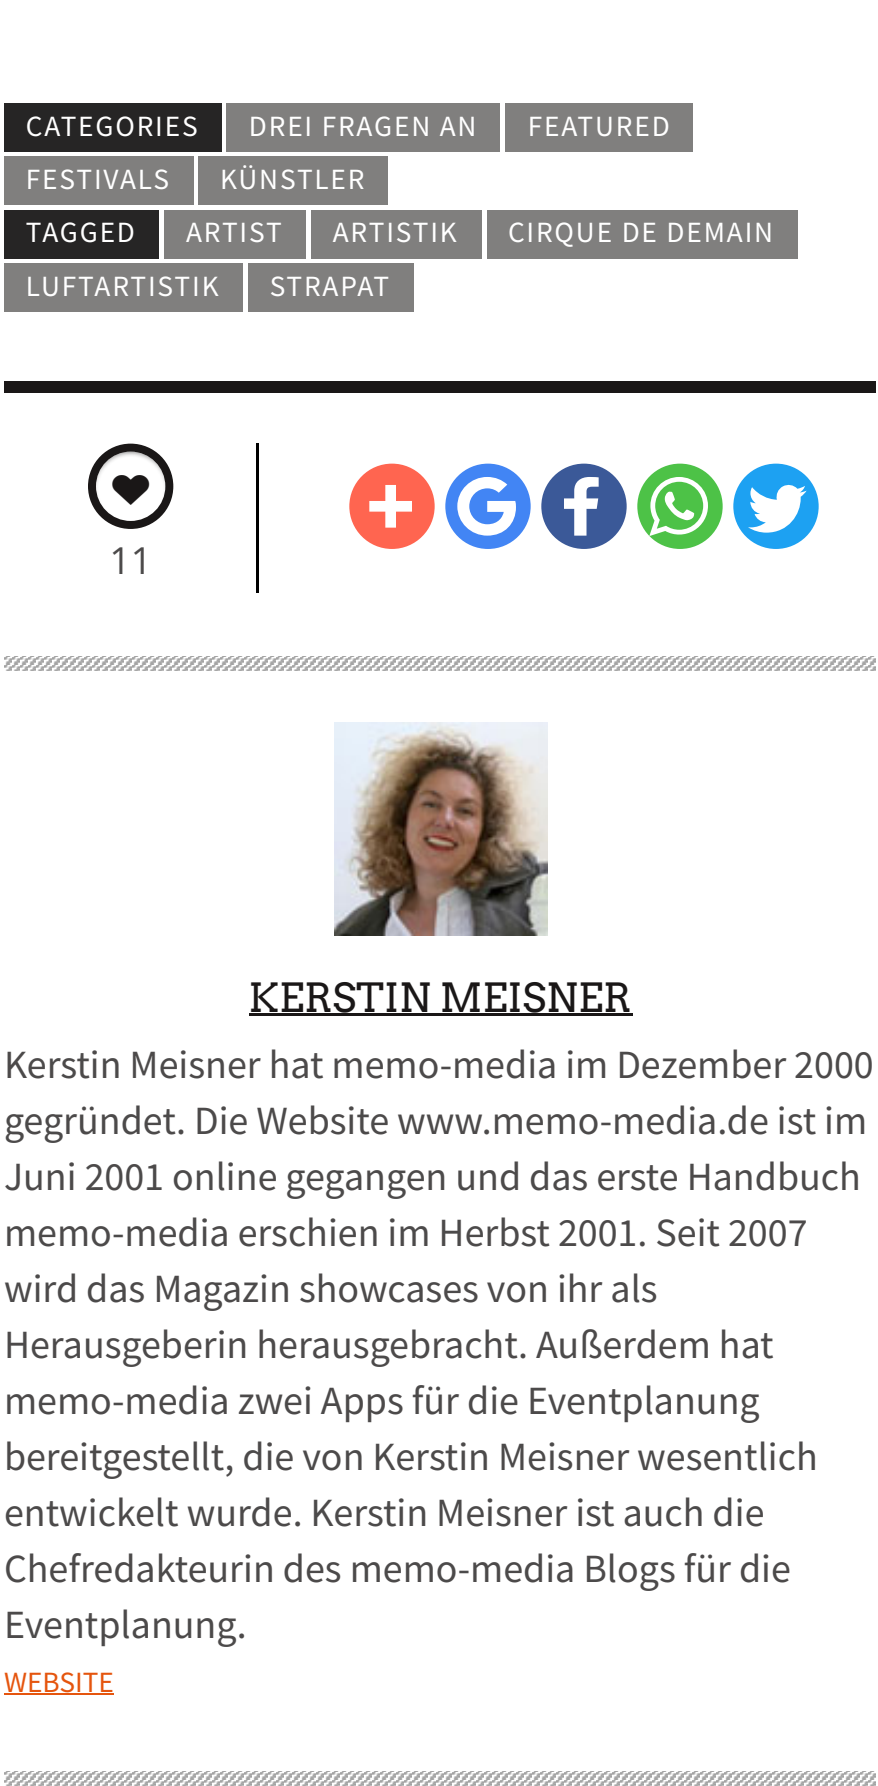 CATEGORIES DREI FRAGEN AN FEATURED
FESTIVALS KÜNSTLER
TAGGED ARTIST ARTISTIK CIRQUE DE DEMAIN
LUFTARTISTIK STRAPAT
11
KERSTIN MEISNER
Kerstin Meisner hat memo-media im Dezember 2000
gegründet. Die Website www.memo-media.de ist im
Juni 2001 online gegangen und das erste Handbuch
memo-media erschien im Herbst 2001. Seit 2007
wird das Magazin showcases von ihr als
Herausgeberin herausgebracht. Außerdem hat
memo-media zwei Apps für die Eventplanung
bereitgestellt, die von Kerstin Meisner wesentlich
entwickelt wurde. Kerstin Meisner ist auch die
Chefredakteurin des memo-media Blogs für die
Eventplanung.
WEBSITE